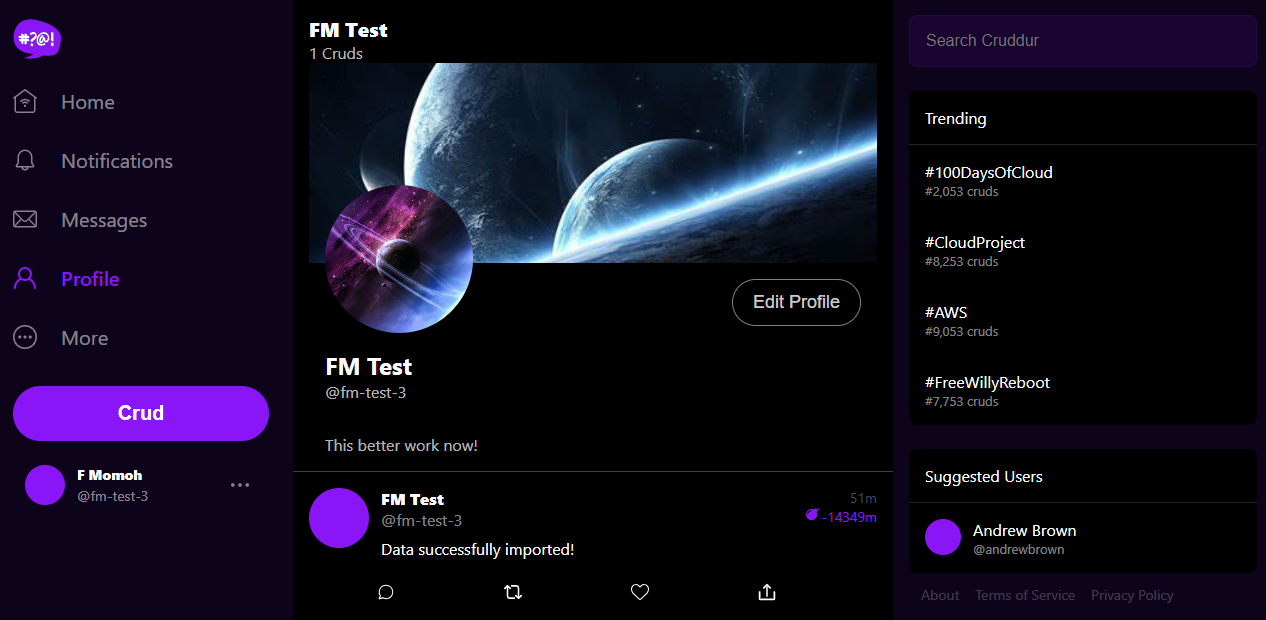 #?@!
Home
Notifications
Messages
Profile
More
Crud
F Momoh
@fm-test-3
FM Test
1 Cruds
Edit Profile
FM Test
@fm-test-3
This better work now!
FM Test
51m
@fm-test-3
-14349m
Data successfully imported!
Search Cruddur
Trending
#100DaysOfCloud
#2,053 cruds
#CloudProject
#8,253 cruds
#AWS
#9,053 cruds
#FreeWillyReboot
#7,753 cruds
Suggested Users
Andrew Brown
@andrewbrown
About Terms of Service Privacy Policy